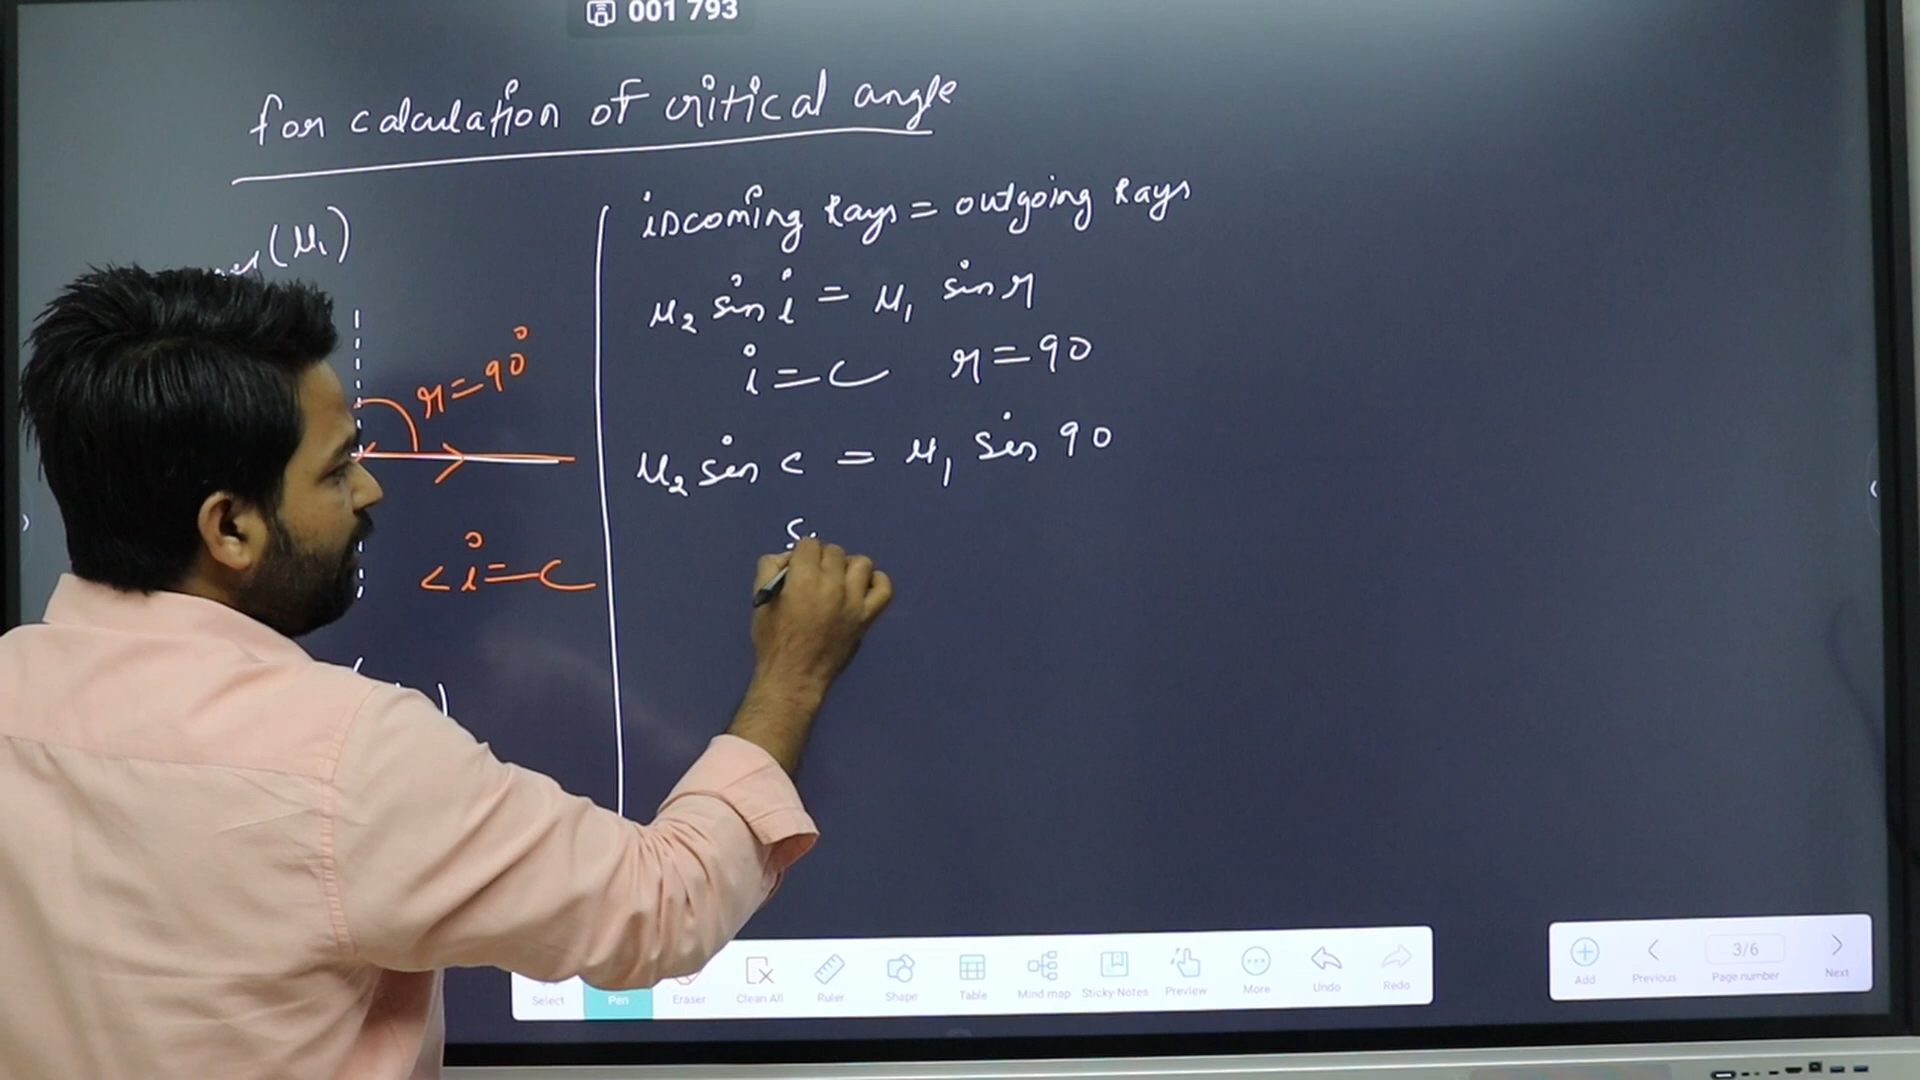 001 793
for calculation of critical angle
(μ₁)
r = 90°
< i = C
incoming Rays = outgoing Rays
μ₂ sin i = μ₁ sin r
i = C r = 90
μ₂ sin c = μ₁ sin 90
S
Select Pen Eraser Clean All Ruler Shape Table Mind map Sticky Notes Preview More Undo Redo
Add Previous 3/6 Page number Next